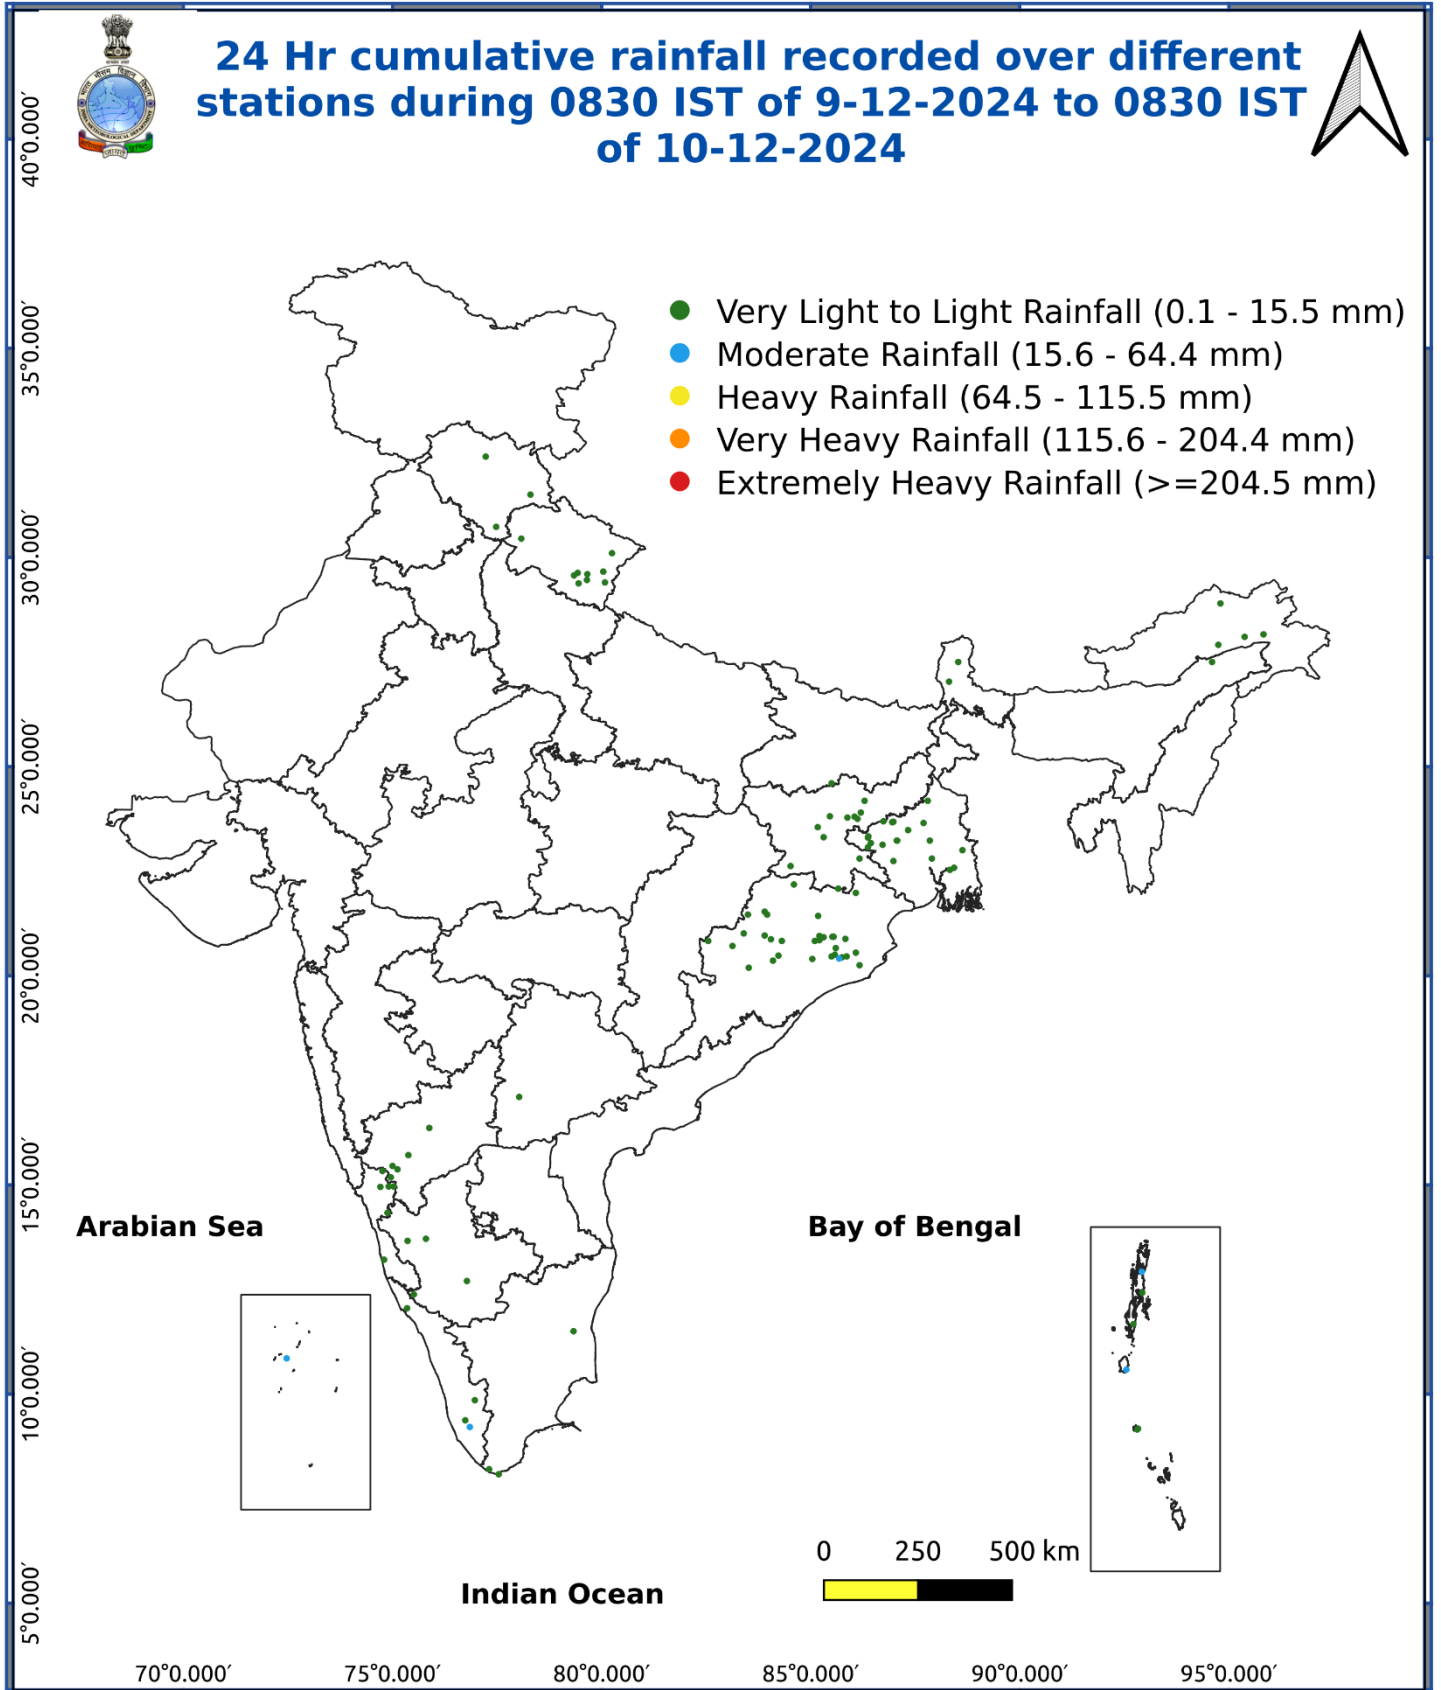 24 Hr cumulative rainfall recorded over different
stations during 0830 IST of 9-12-2024 to 0830 IST
of 10-12-2024
Very Light to Light Rainfall (0.1 - 15.5 mm)
Moderate Rainfall (15.6 - 64.4 mm)
Heavy Rainfall (64.5 - 115.5 mm)
Very Heavy Rainfall (115.6 - 204.4 mm)
Extremely Heavy Rainfall (>=204.5 mm)
40°0.000′
35°0.000′
30°0.000′
25°0.000′
20°0.000′
15°0.000′
10°0.000′
5°0.000′
Arabian Sea
Bay of Bengal
Indian Ocean
0 250 500 km
70°0.000′ 75°0.000′ 80°0.000′ 85°0.000′ 90°0.000′ 95°0.000′